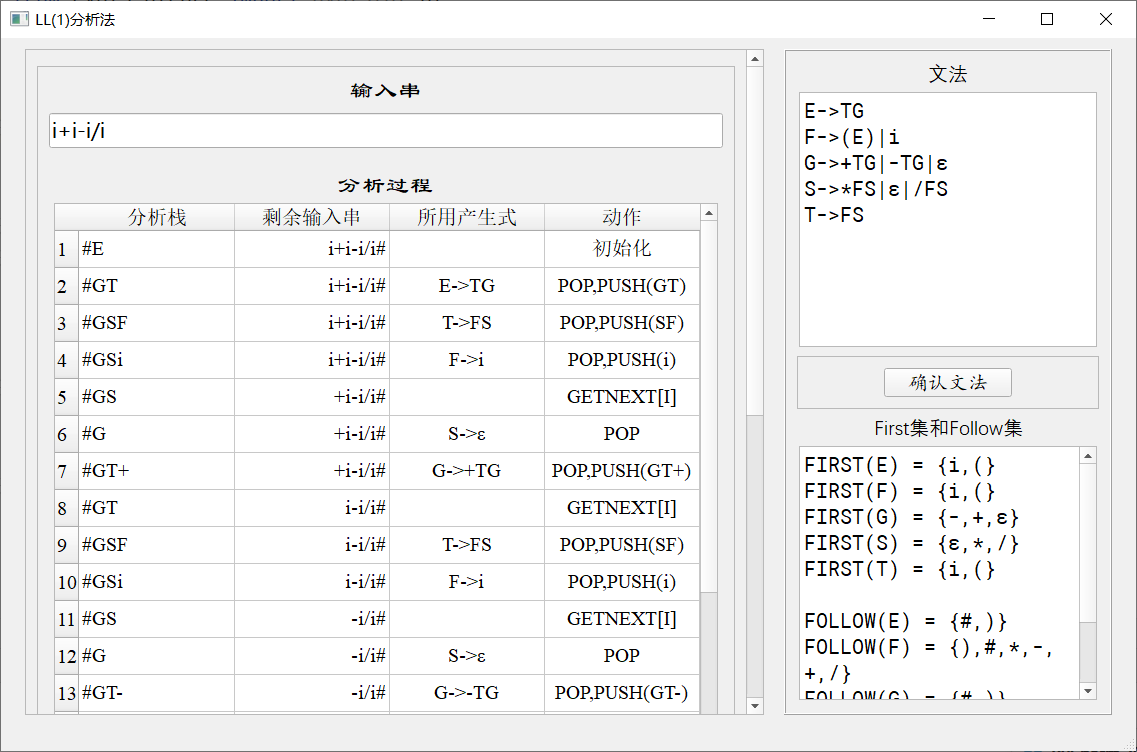 LL(1)分析法
输入串
i+i-i/i
分析过程
分析栈 剩余输入串 所用产生式 动作
1 #E i+i-i/i# 初始化
2 #GT i+i-i/i# E->TG POP,PUSH(GT)
3 #GSF i+i-i/i# T->FS POP,PUSH(SF)
4 #GSi i+i-i/i# F->i POP,PUSH(i)
5 #GS +i-i/i# GETNEXT[I]
6 #G +i-i/i# S->ε POP
7 #GT+ +i-i/i# G->+TG POP,PUSH(GT+)
8 #GT i-i/i# GETNEXT[I]
9 #GSF i-i/i# T->FS POP,PUSH(SF)
10 #GSi i-i/i# F->i POP,PUSH(i)
11 #GS -i/i# GETNEXT[I]
12 #G -i/i# S->ε POP
13 #GT- -i/i# G->-TG POP,PUSH(GT-)
文法
E->TG
F->(E)|i
G->+TG|-TG|ε
S->*FS|ε|/FS
T->FS
确认文法
First集和Follow集
FIRST(E) = {i,(}
FIRST(F) = {i,(}
FIRST(G) = {-,+,ε}
FIRST(S) = {ε,*,/}
FIRST(T) = {i,(}
FOLLOW(E) = {#,)}
FOLLOW(F) = {),#,*,-,
+,/}
FOLLOW(G) = {#,)}